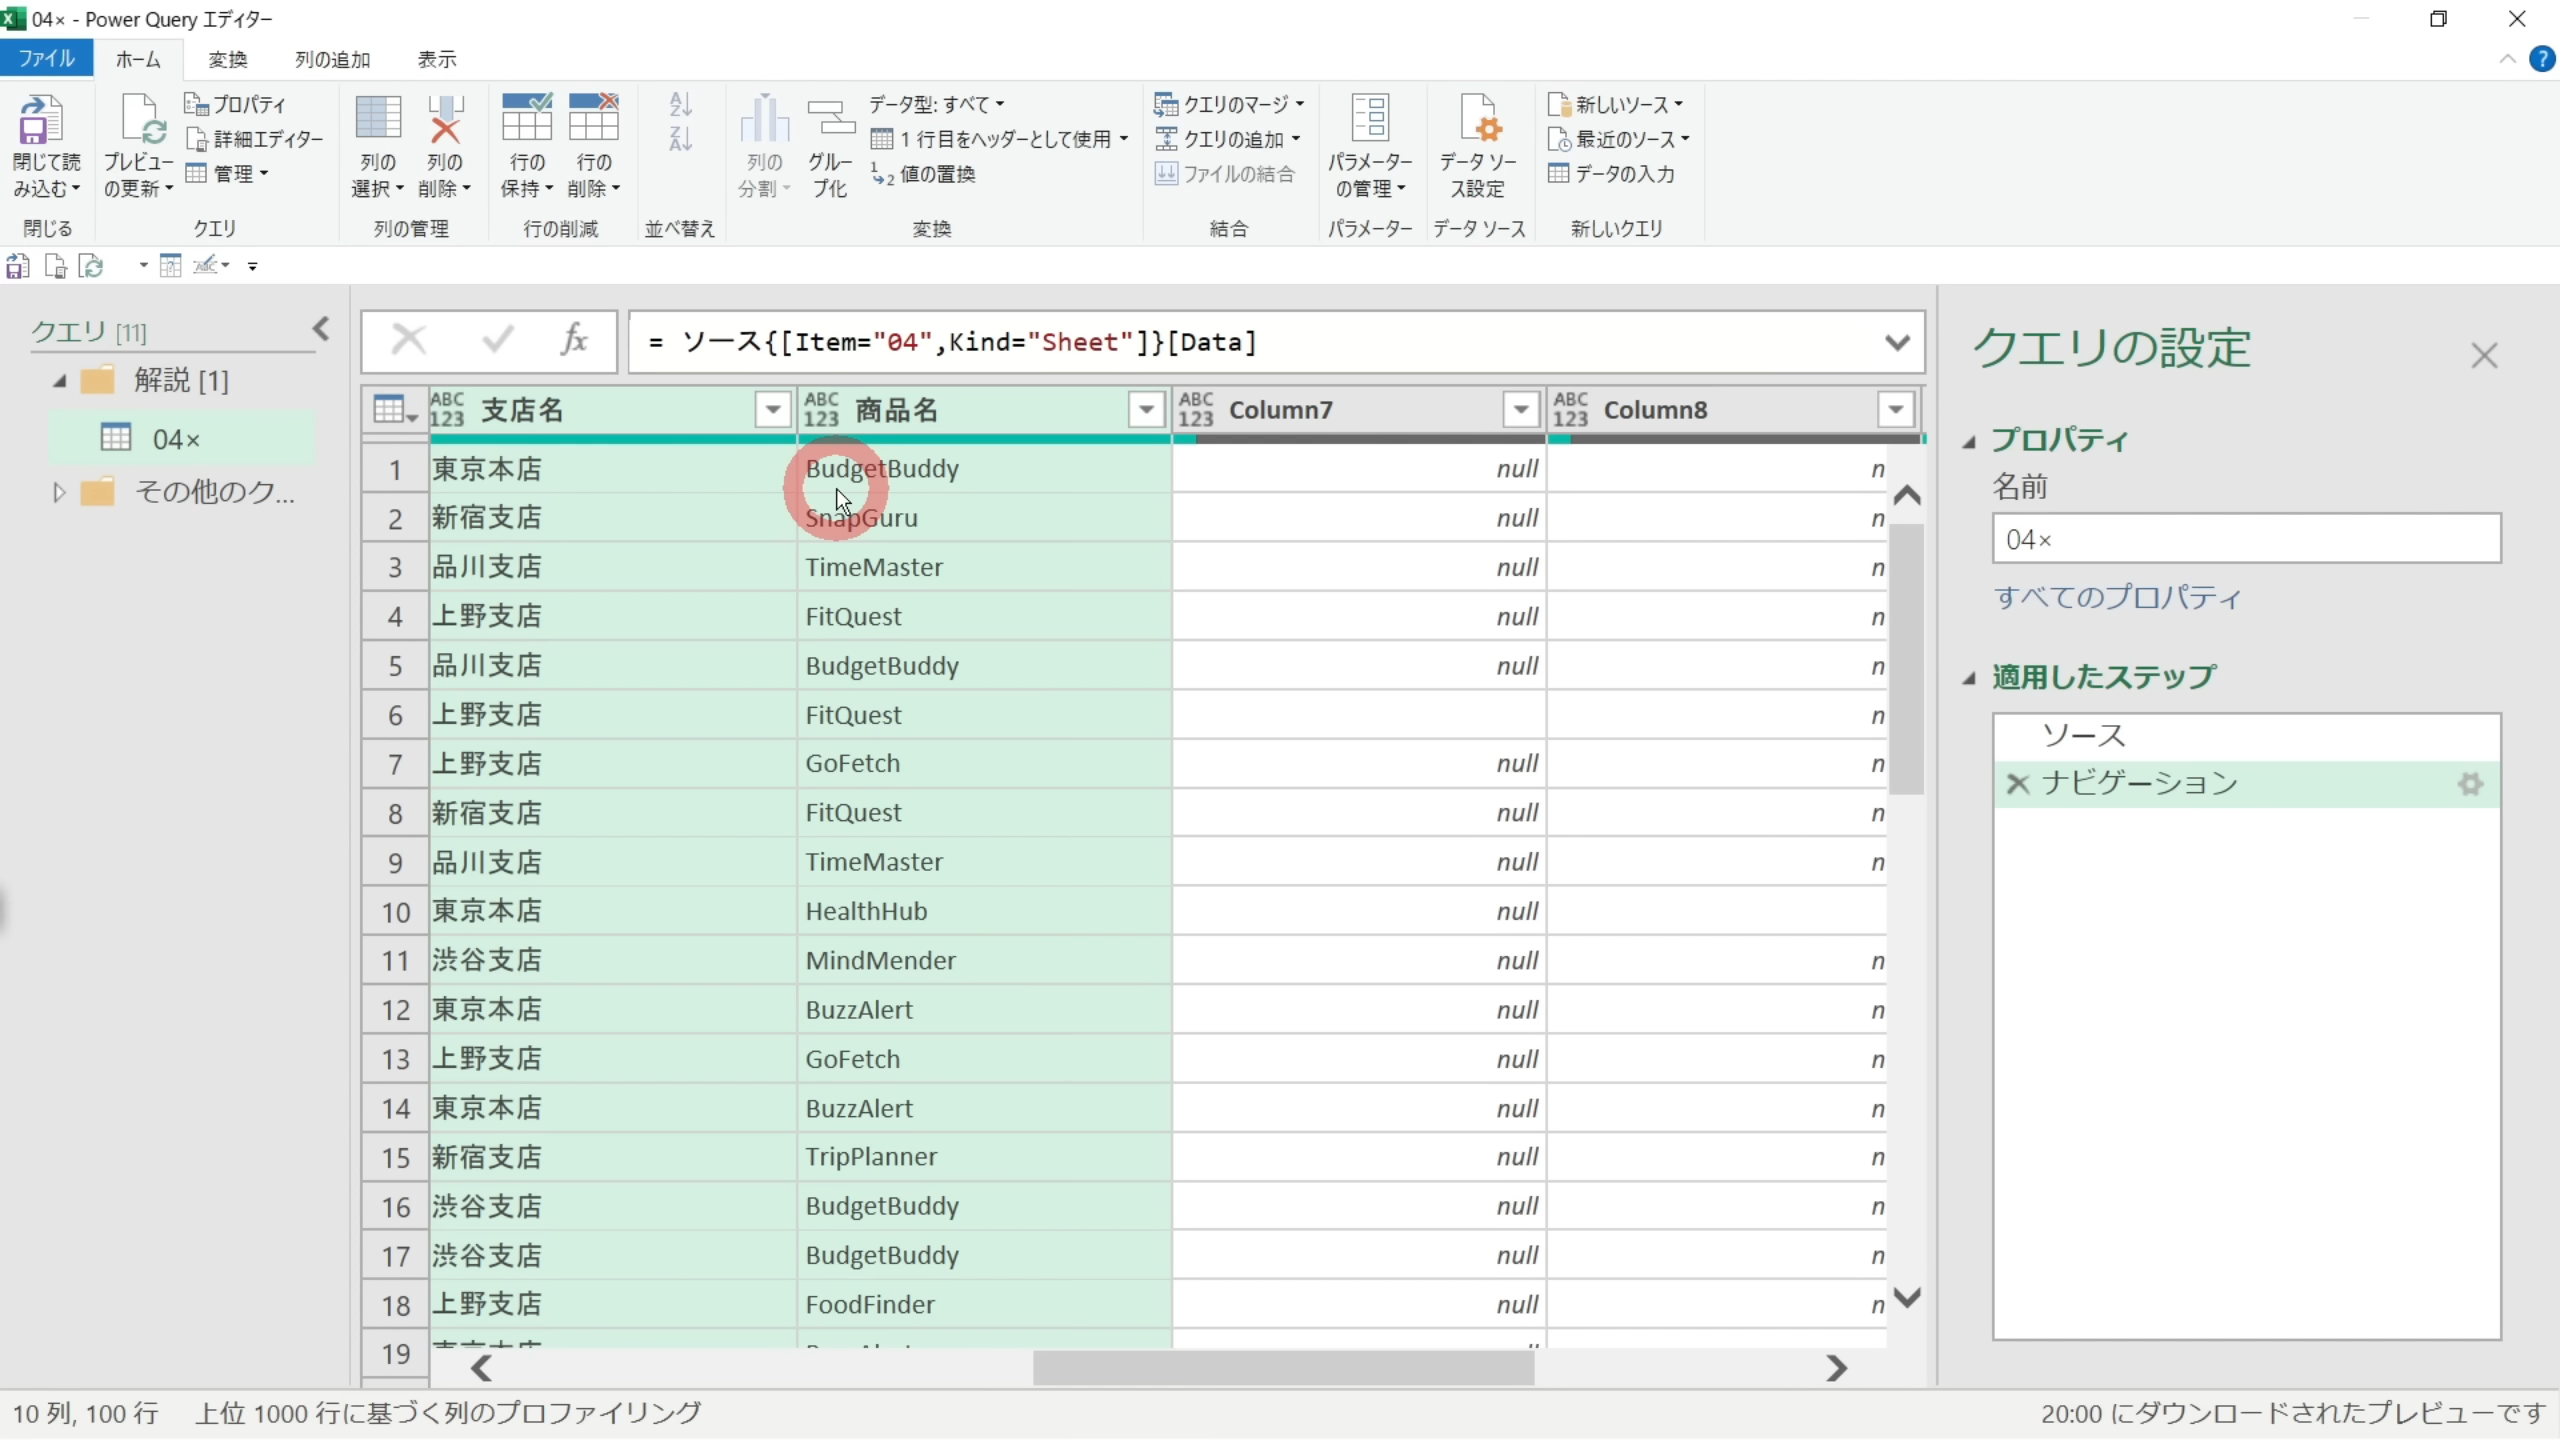 04× - Power Query エディター
ファイル ホーム 変換 列の追加 表示
閉じて読み込む
プレビューの更新
プロパティ
詳細エディター
管理
列の選択
列の削除
行の保持
行の削除
列の分割
グループ化
データ型: すべて
1 行目をヘッダーとして使用
値の置換
クエリのマージ
クエリの追加
ファイルの結合
パラメーターの管理
データ ソース設定
新しいソース
最近のソース
データの入力
閉じる クエリ 列の管理 行の削減 並べ替え 変換 結合 パラメーター データ ソース 新しいクエリ
クエリ [11]
解説 [1]
04×
その他のク...
fx
= ソース{[Item="04",Kind="Sheet"]}[Data]
ABC 123 支店名 ABC 123 商品名 ABC 123 Column7 ABC 123 Column8
1 東京本店 BudgetBuddy null n
2 新宿支店 SnapGuru null n
3 品川支店 TimeMaster null n
4 上野支店 FitQuest null n
5 品川支店 BudgetBuddy null n
6 上野支店 FitQuest n
7 上野支店 GoFetch null n
8 新宿支店 FitQuest null n
9 品川支店 TimeMaster null n
10 東京本店 HealthHub null
11 渋谷支店 MindMender null n
12 東京本店 BuzzAlert null n
13 上野支店 GoFetch null n
14 東京本店 BuzzAlert null n
15 新宿支店 TripPlanner null n
16 渋谷支店 BudgetBuddy null n
17 渋谷支店 BudgetBuddy null n
18 上野支店 FoodFinder null n
19
クエリの設定
プロパティ
名前
04×
すべてのプロパティ
適用したステップ
ソース
ナビゲーション
10 列, 100 行 上位 1000 行に基づく列のプロファイリング
20:00 にダウンロードされたプレビューです